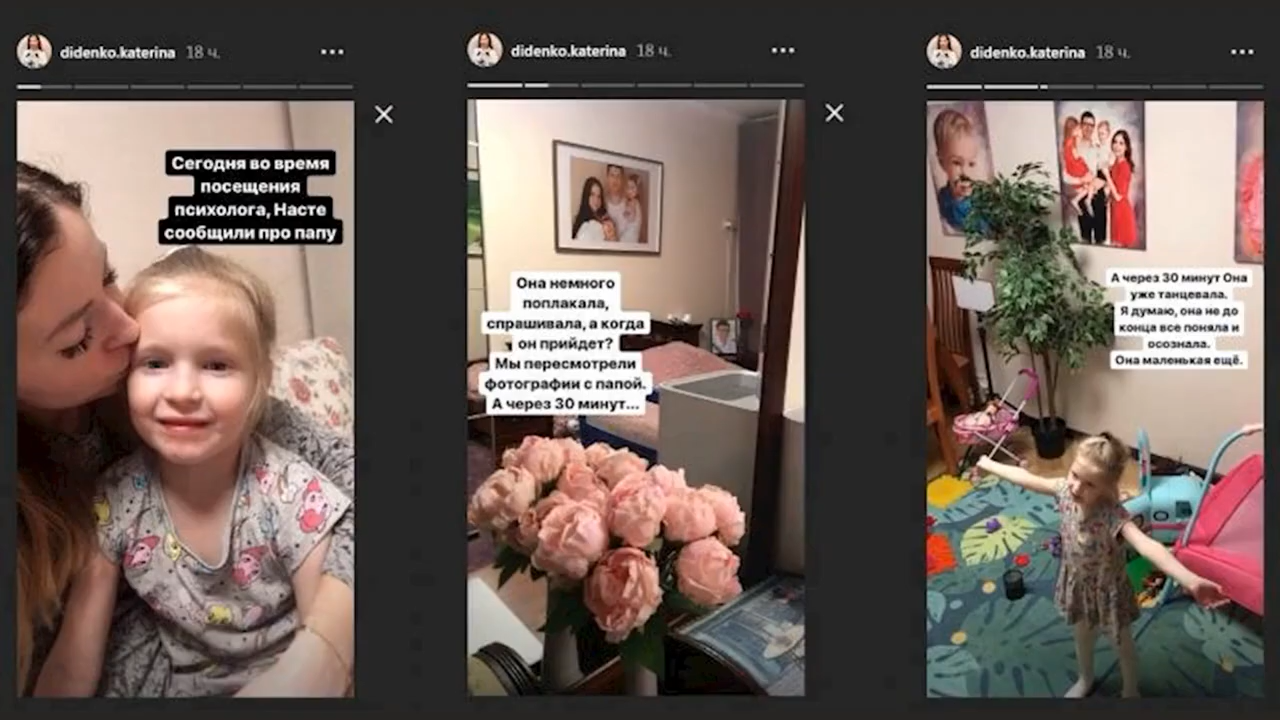 didenko.katerina 18 ч.
Сегодня во время
посещения
психолога, Насте
сообщили про папу
didenko.katerina 18 ч.
Она немного
поплакала,
спрашивала, а когда
он прийдет?
Мы пересмотрели
фотографии с папой.
А через 30 минут...
didenko.katerina 18 ч.
А через 30 минут Она
уже танцевала.
Я думаю, она не до
конца все поняла и
осознала.
Она маленькая ещё.